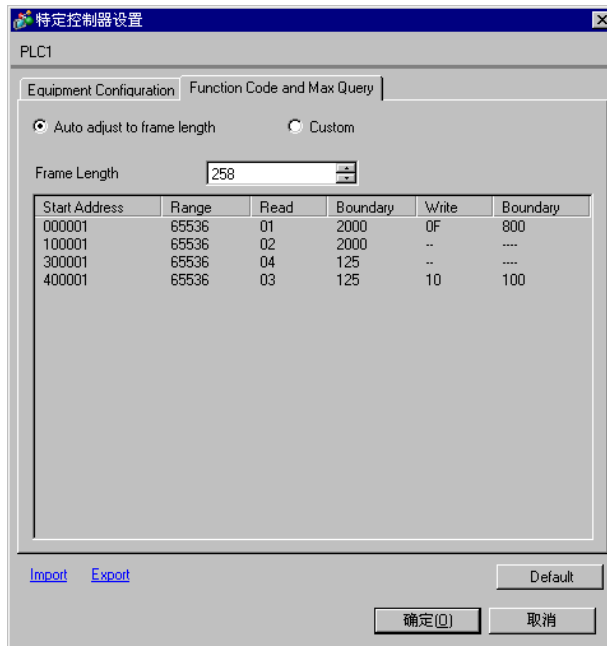 特定控制器设置
PLC1
Equipment Configuration Function Code and Max Query
Auto adjust to frame length Custom
Frame Length 258
Start Address Range Read Boundary Write Boundary
000001 65536 01 2000 0F 800
100001 65536 02 2000 -- ----
300001 65536 04 125 -- ----
400001 65536 03 125 10 100
Import Export Default
确定(O) 取消